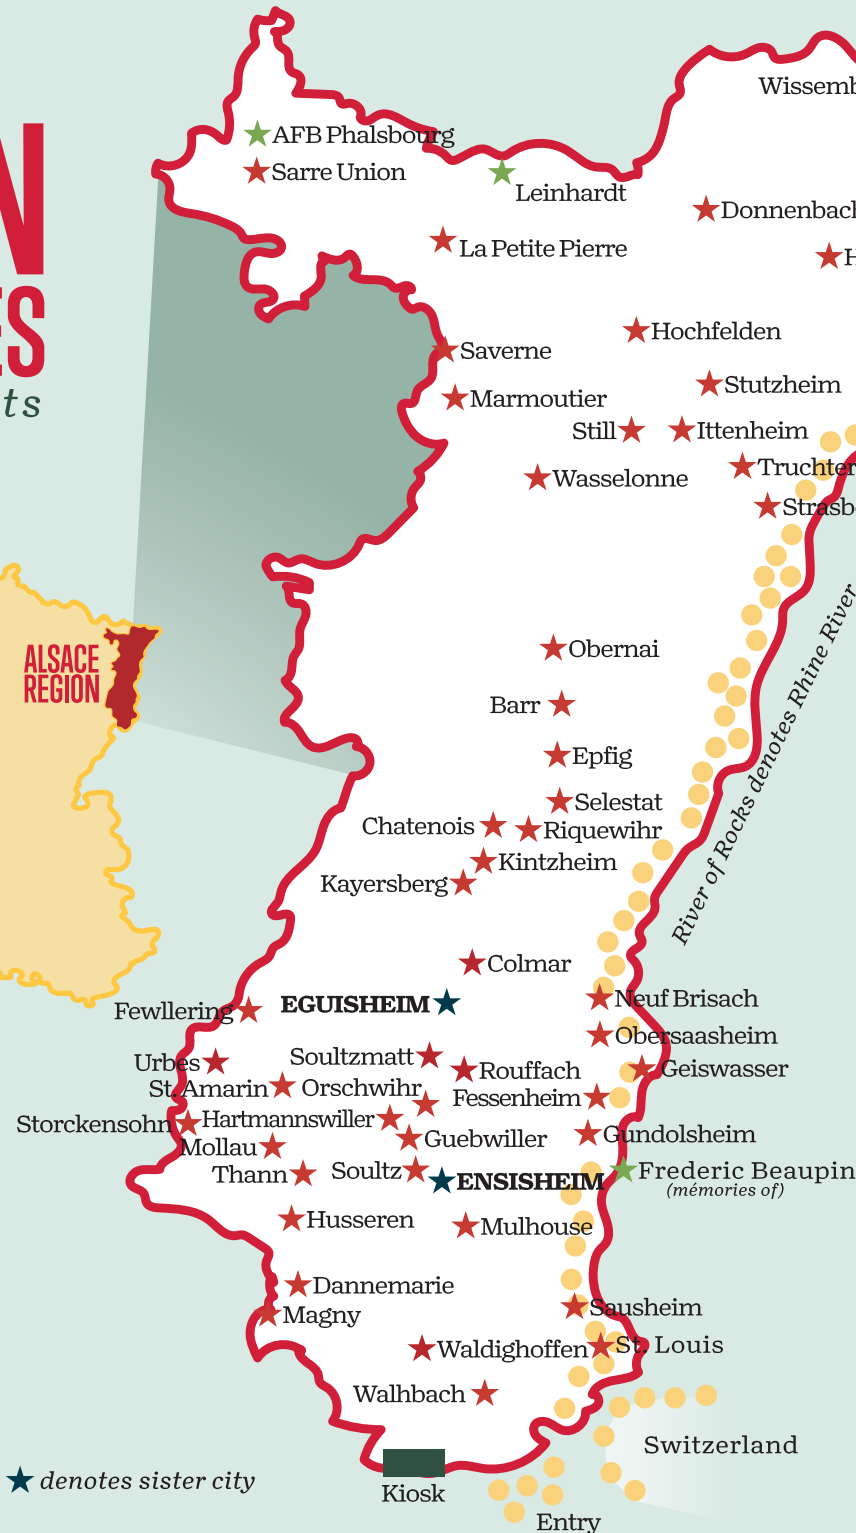 N
Wissemb
AFB Phalsbourg
Sarre Union
Leinhardt
Donnenbach
La Petite Pierre
H
ES
Hochfelden
Saverne
Stutzheim
Marmoutier
ts
Still
Ittenheim
Truchter
Wasselonne
Strasb
Obernai
ALSACE
REGION
River of Rocks denotes Rhine River
Barr
Epfig
Selestat
Chatenois
Riquewihr
Kintzheim
Kayersberg
Colmar
Neuf Brisach
EGUISHEIM
Fewllering
Obersaasheim
Soultzmatt
Urbes
Rouffach
Geiswasser
St. Amarin
Orschwihr
Fessenheim
Storckensohn
Hartmannswiller
Gundolsheim
Guebwiller
Mollau
Thann
Soultz
Frederic Beaupin
(mémories of)
ENSISHEIM
Husseren
Mulhouse
Dannemarie
Sausheim
Magny
Waldighoffen
St. Louis
Walhbach
Switzerland
denotes sister city
Kiosk
Entry